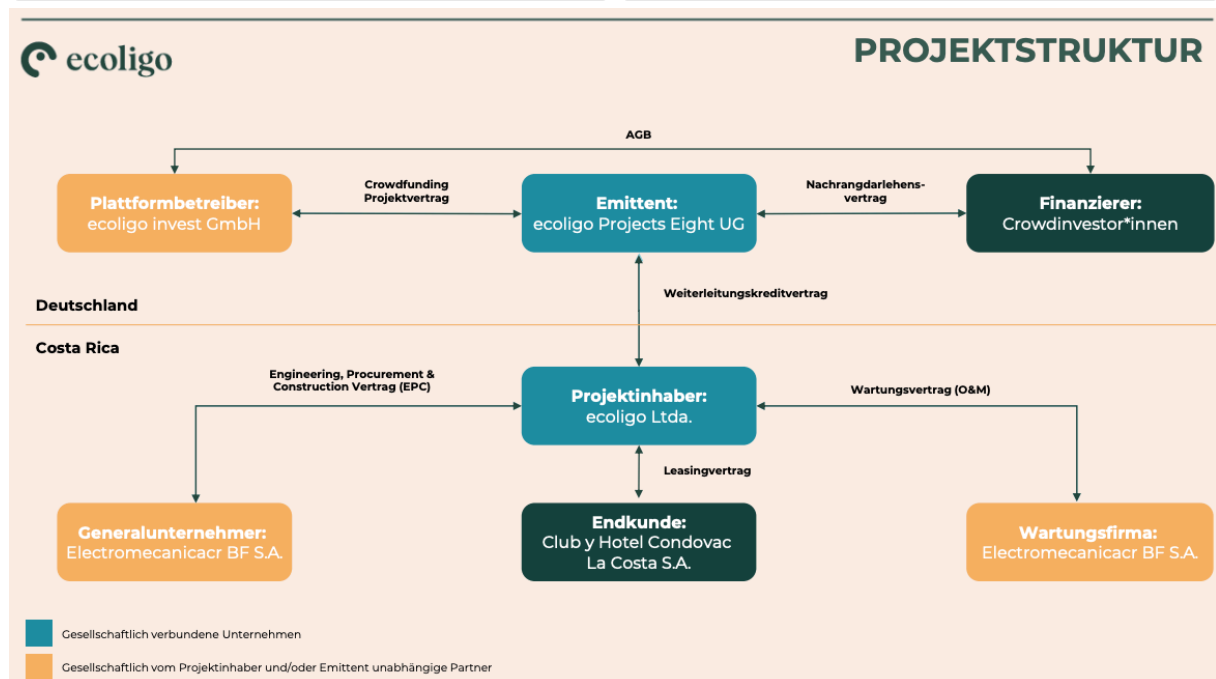 ecoligo
PROJEKTSTRUKTUR
AGB
Plattformbetreiber:
ecoligo invest GmbH
Crowdfunding
Projektvertrag
Emittent:
ecoligo Projects Eight UG
Nachrangdarlehens-
vertrag
Finanzierer:
Crowdinvestor*innen
Weiterleitungskreditvertrag
Deutschland
Costa Rica
Engineering, Procurement &
Construction Vertrag (EPC)
Projektinhaber:
ecoligo Ltda.
Wartungsvertrag (O&M)
Leasingvertrag
Generalunternehmer:
Electromecanicacr BF S.A.
Endkunde:
Club y Hotel Condovac
La Costa S.A.
Wartungsfirma:
Electromecanicacr BF S.A.
Gesellschaftlich verbundene Unternehmen
Gesellschaftlich vom Projektinhaber und/oder Emittent unabhängige Partner